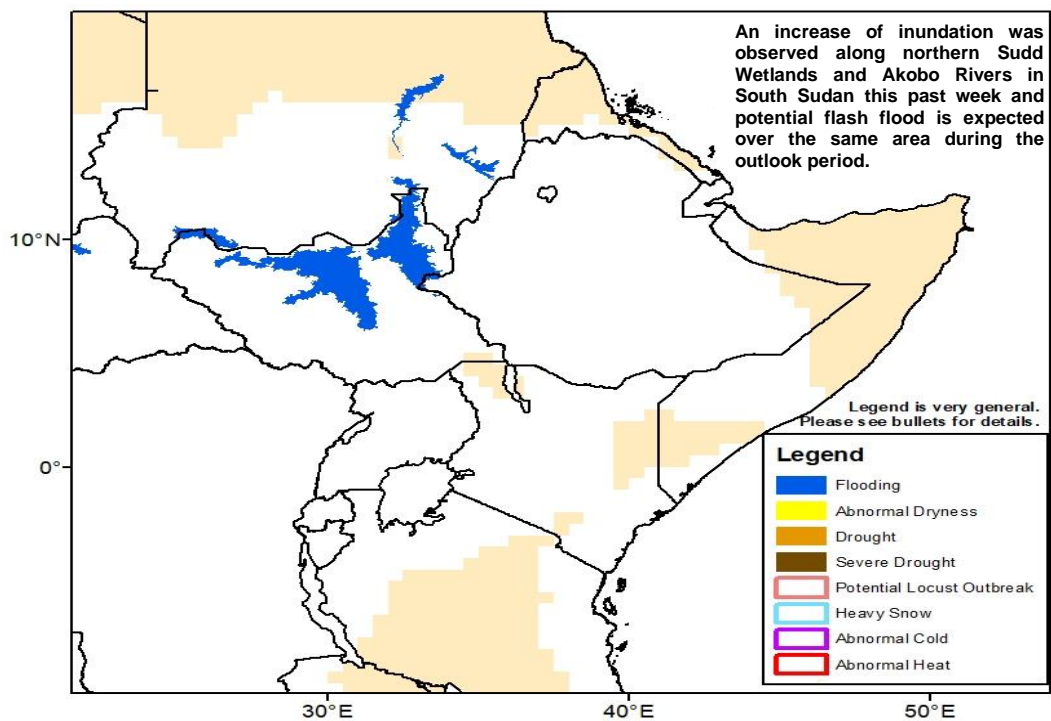 An increase of inundation was
observed along northern Sudd
Wetlands and Akobo Rivers in
South Sudan this past week and
potential flash flood is expected
over the same area during the
outlook period.
10°N
0°
Legend is very general.
Please see bullets for details.
Legend
Flooding
Abnormal Dryness
Drought
Severe Drought
Potential Locust Outbreak
Heavy Snow
Abnormal Cold
Abnormal Heat
30°E
40°E
50°E